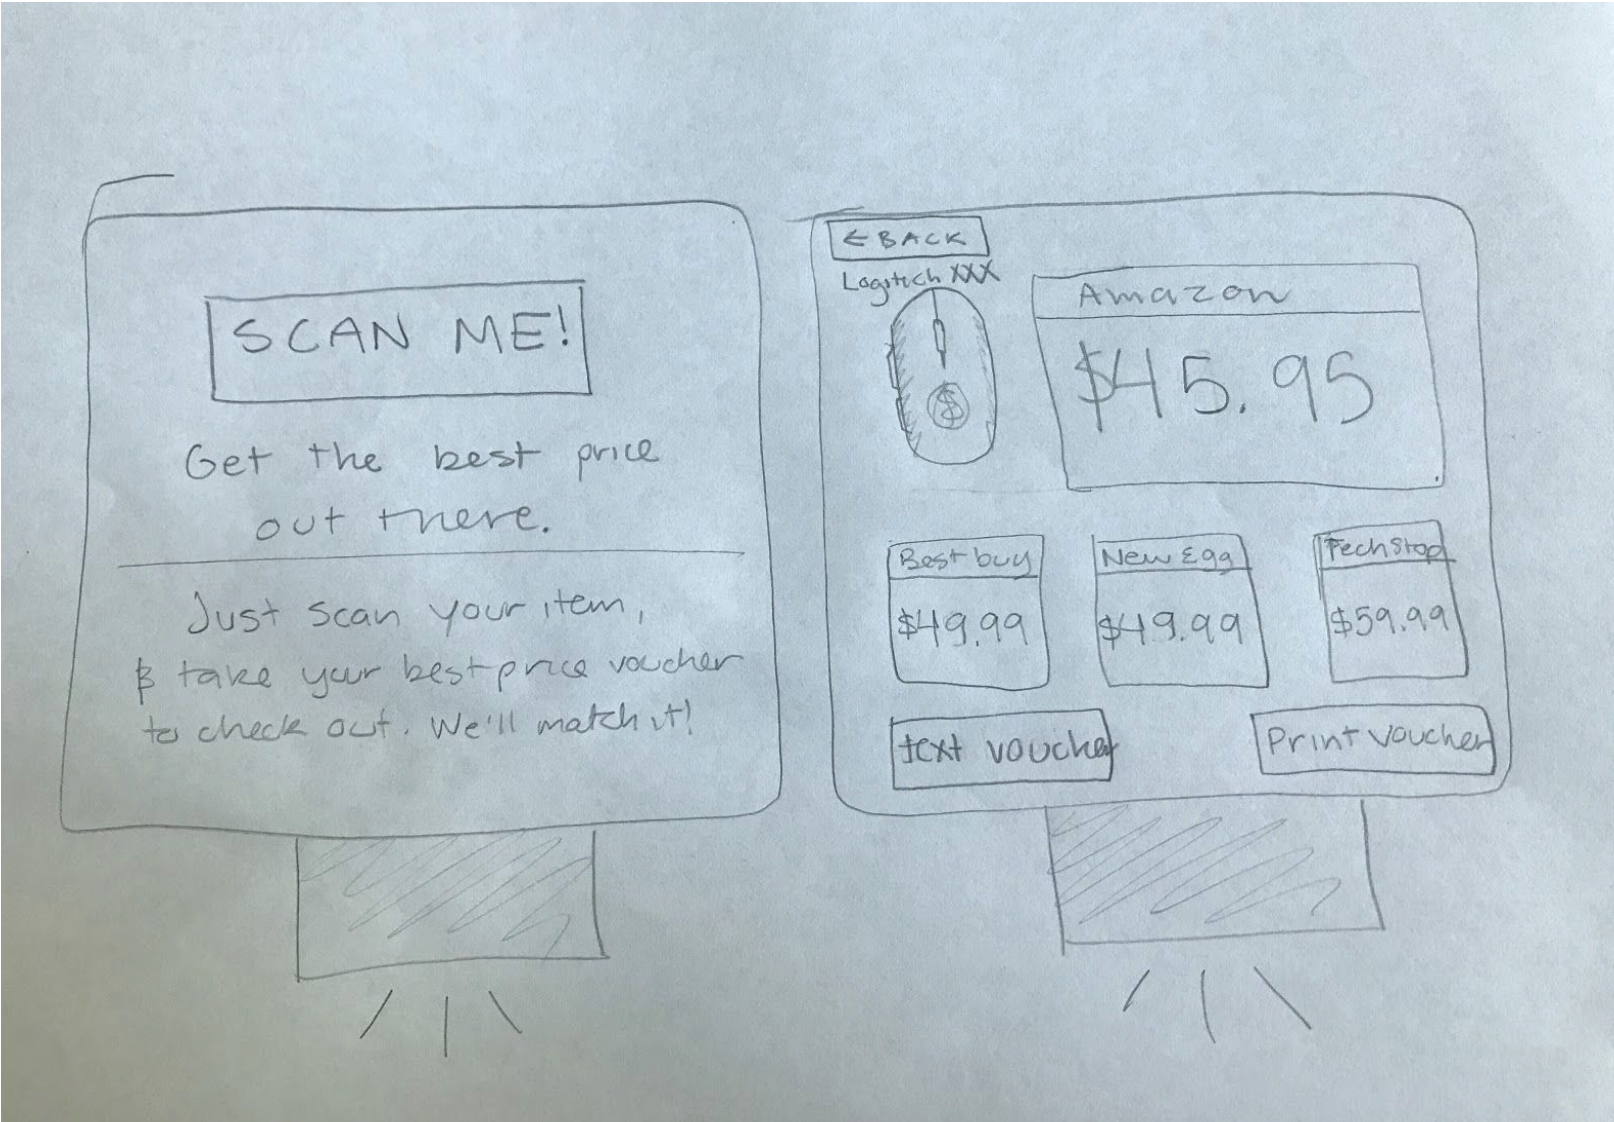 SCAN ME!
Get the best price
out there.
Just scan your item,
& take your best price voucher
to check out. We'll match it!
← BACK
Logitech XXX
$
Amazon
$45.95
Best buy
$49.99
New Egg
$49.99
Tech Stop
$59.99
text voucher
Print voucher